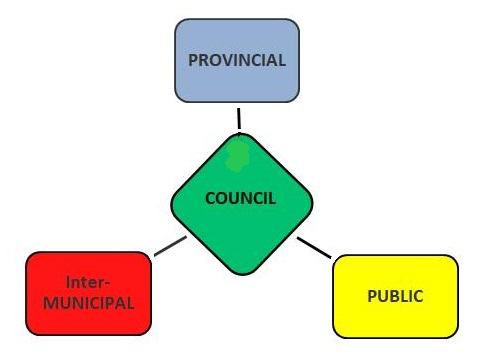 PROVINCIAL
COUNCIL
Inter-
MUNICIPAL
PUBLIC